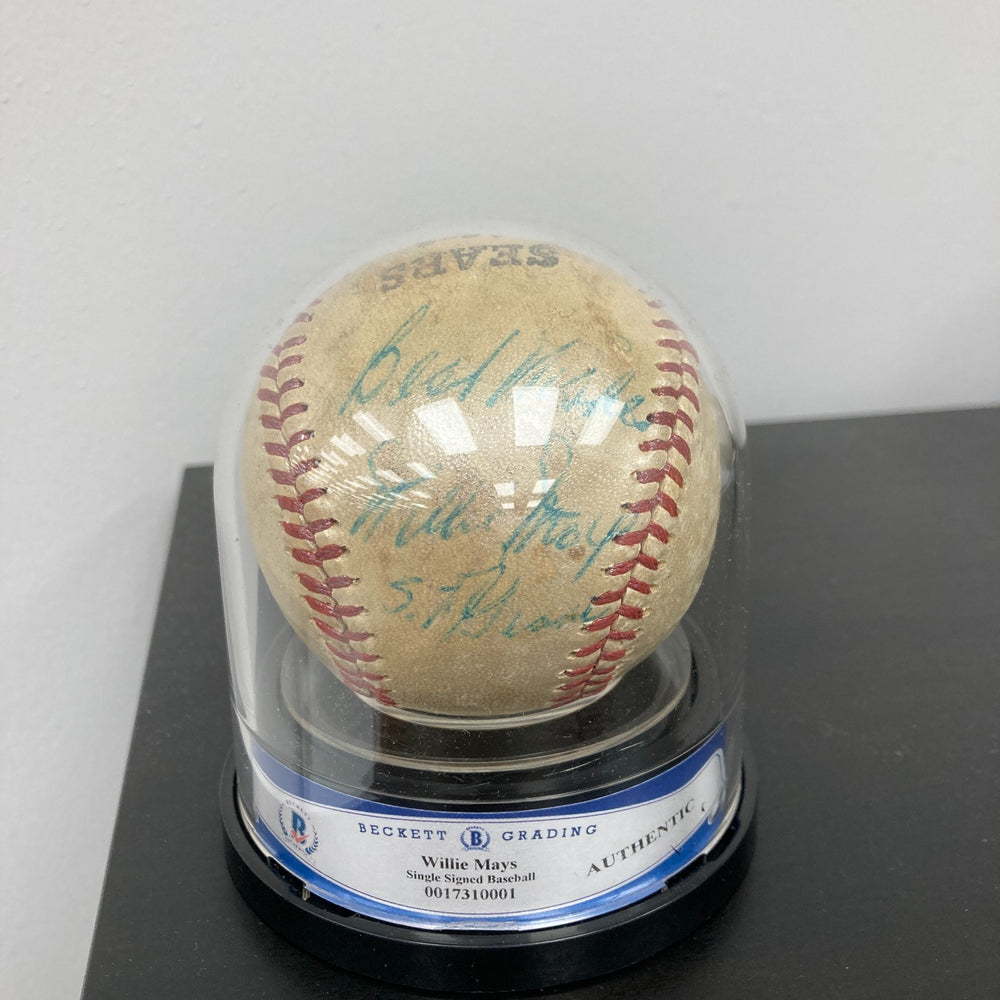 SEARS
Best Wishes
Willie Mays
S.F. Giants
BECKETT B GRADING
Willie Mays
Single Signed Baseball
0017310001
AUTHENTIC